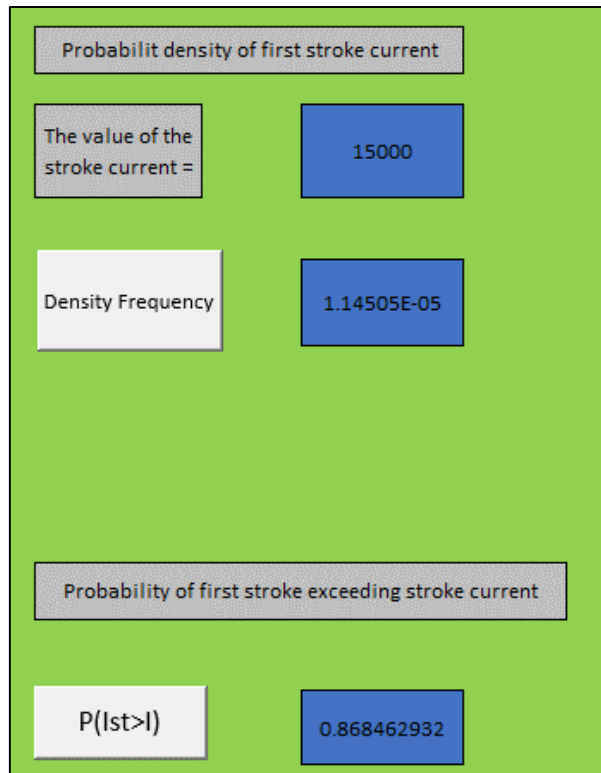 Probabilit density of first stroke current
The value of the
stroke current =
15000
Density Frequency
1.14505E-05
Probability of first stroke exceeding stroke current
P(Ist>I)
0.868462932